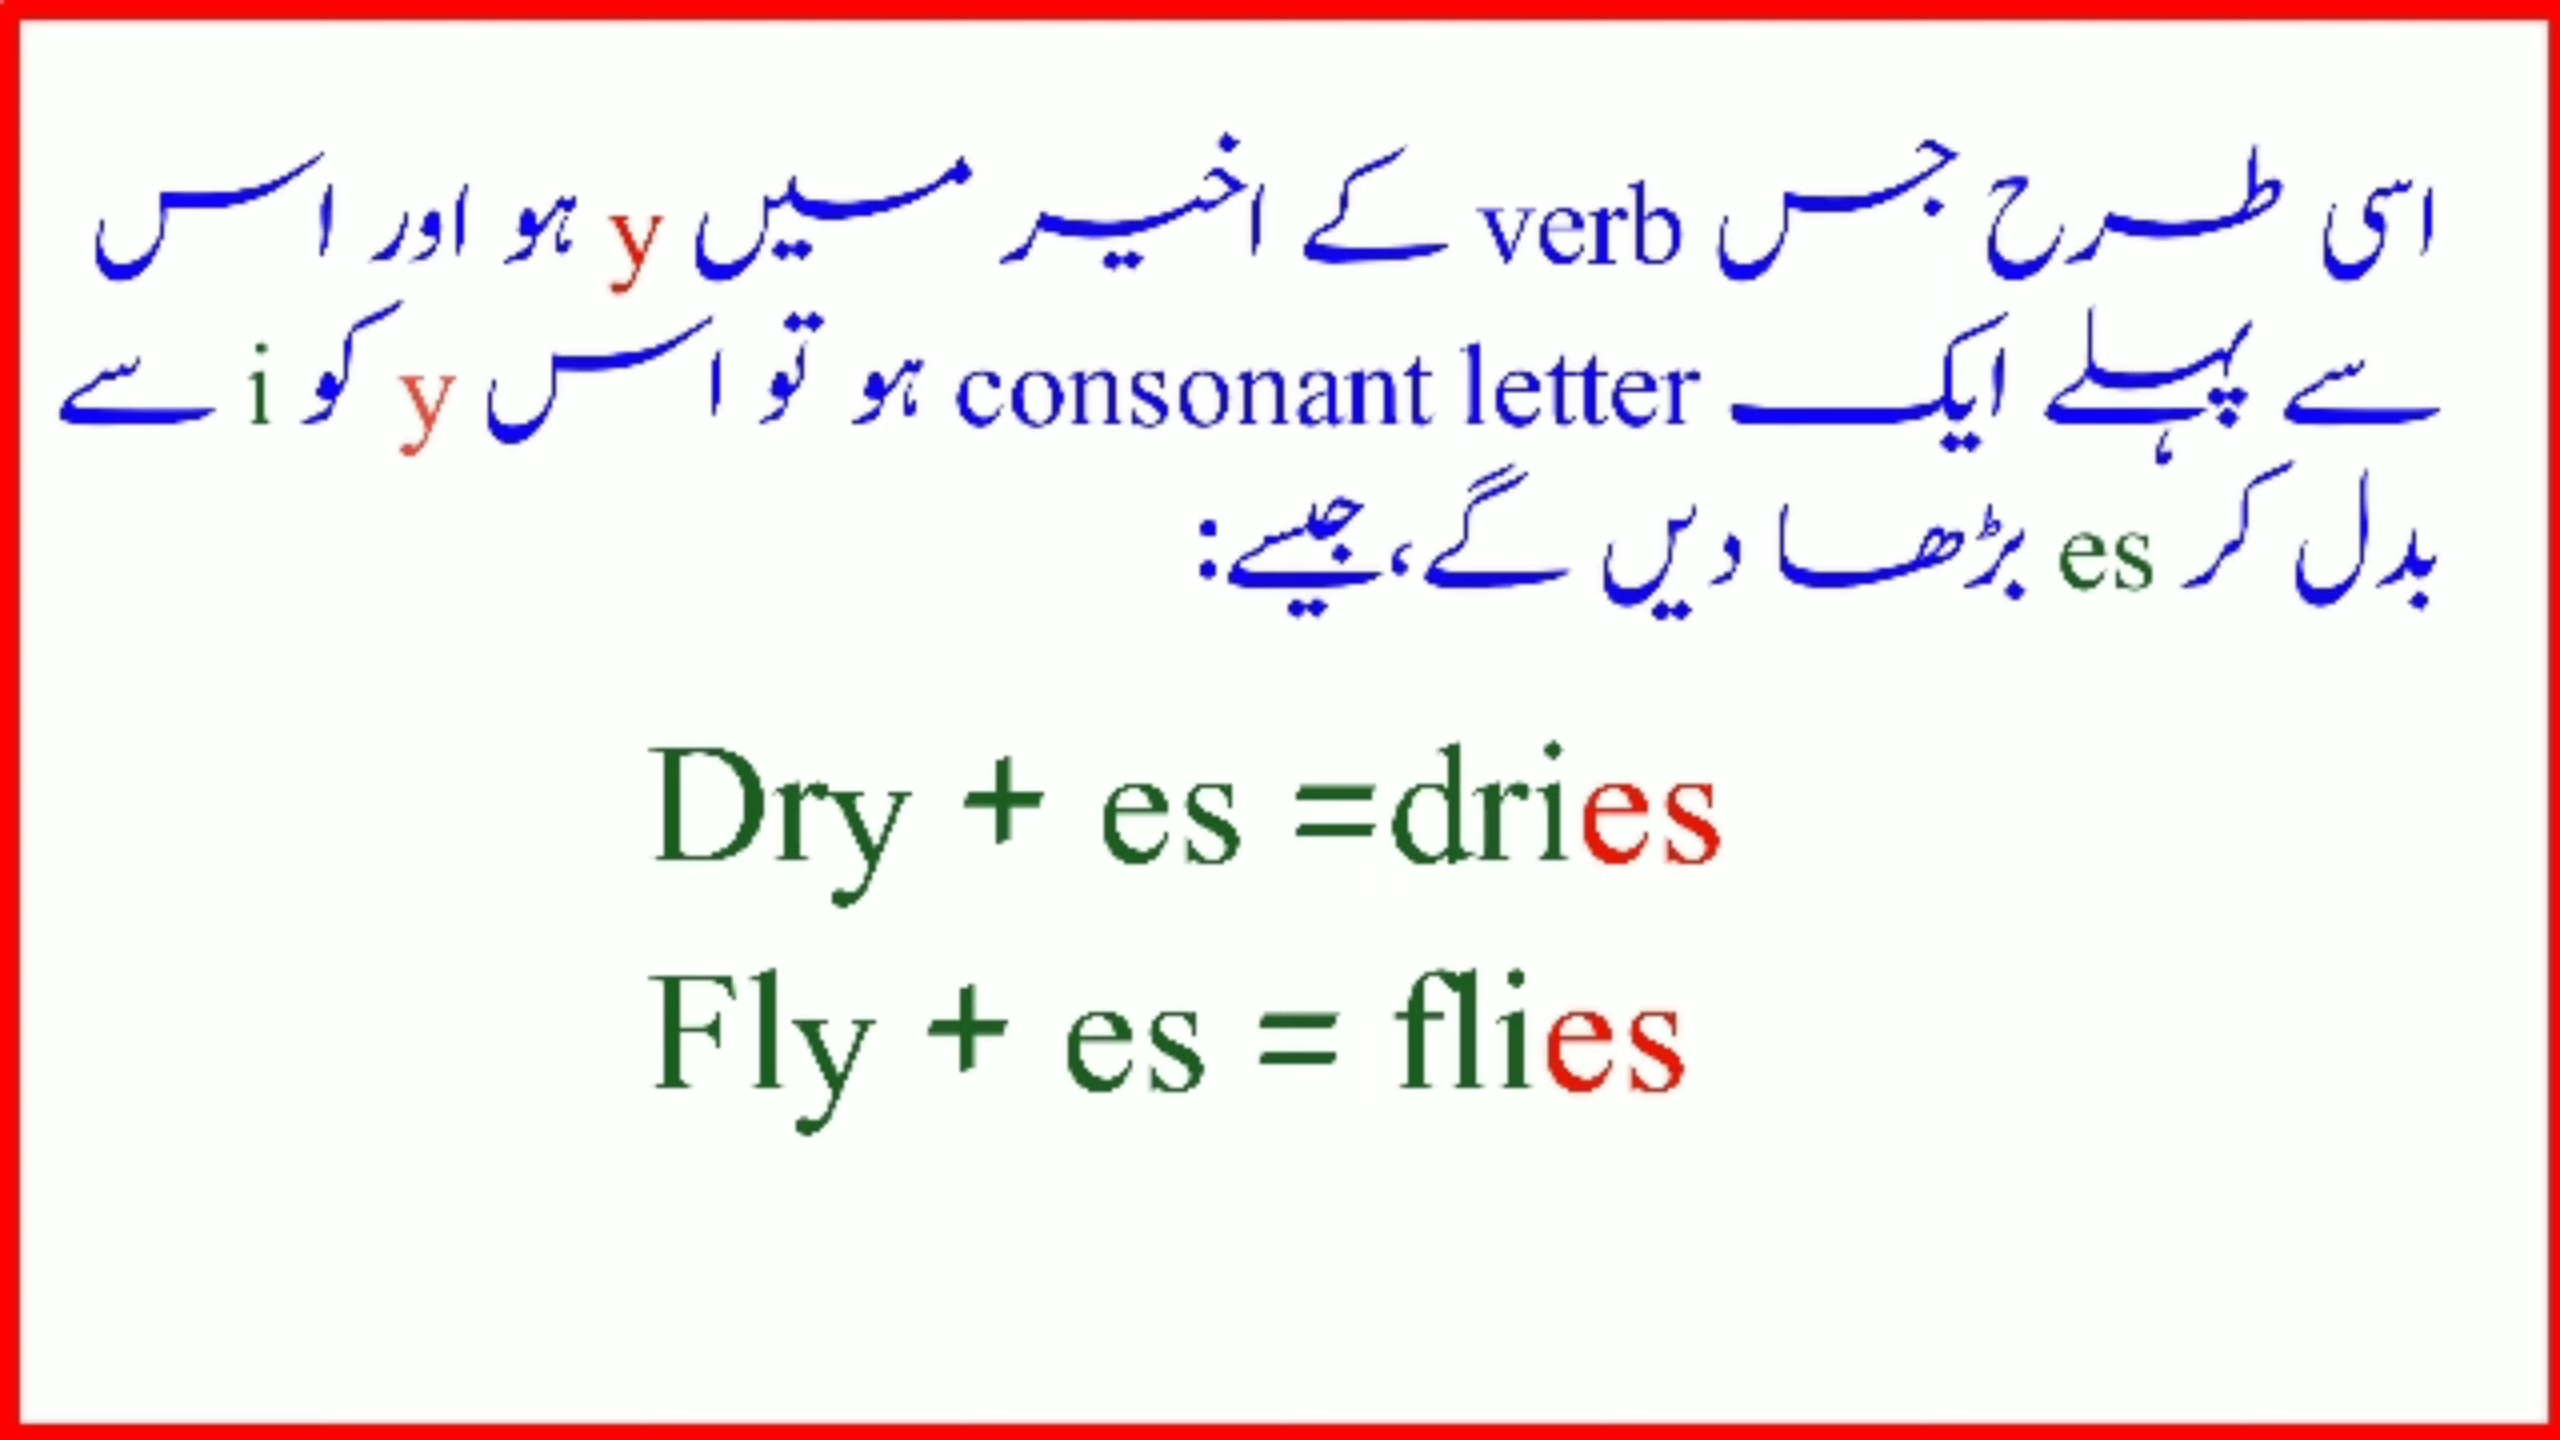 اسی طرح جس verb کے اخیر میں y ہو اور اس
سے پہلے ایک consonant letter ہو تو اس y کو i سے
بدل کر es بڑھا دیں گے، جیسے:
Dry + es =dries
Fly + es = flies